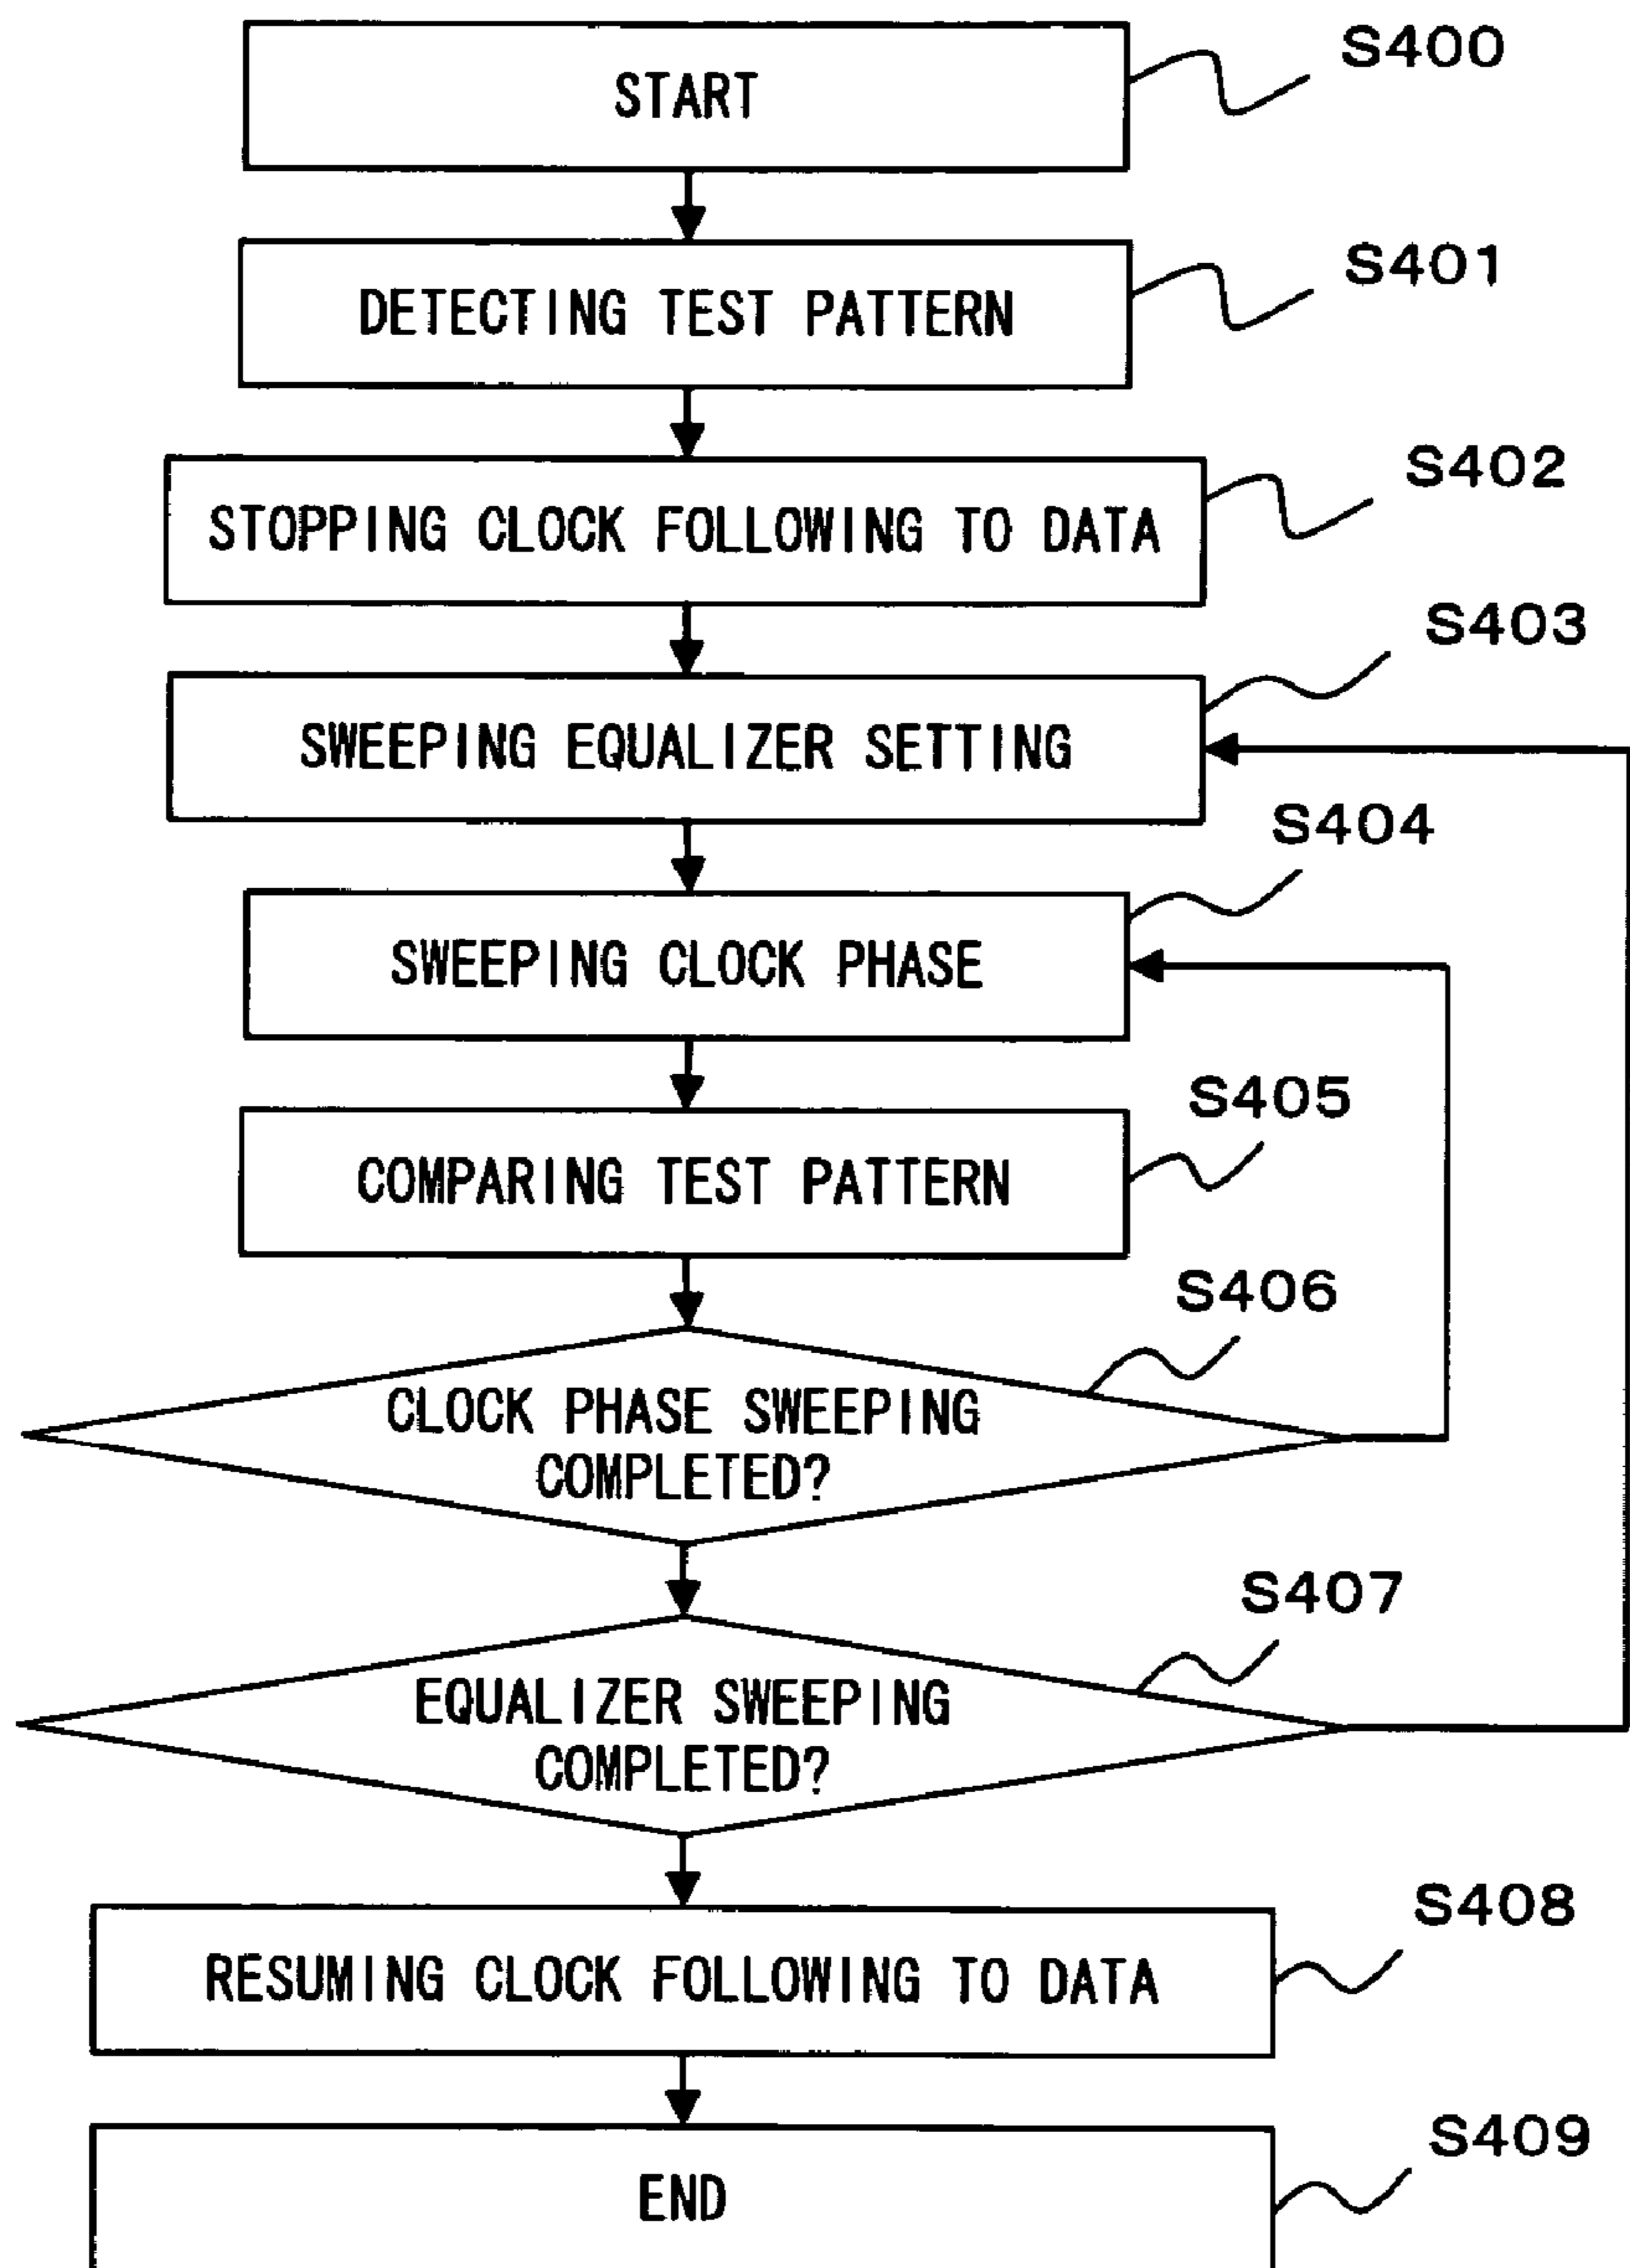 START
S400
DETECTING TEST PATTERN
S401
STOPPING CLOCK FOLLOWING TO DATA
S402
SWEEPING EQUALIZER SETTING
S403
SWEEPING CLOCK PHASE
S404
COMPARING TEST PATTERN
S405
CLOCK PHASE SWEEPING
COMPLETED?
S406
EQUALIZER SWEEPING
COMPLETED?
S407
RESUMING CLOCK FOLLOWING TO DATA
S408
END
S409